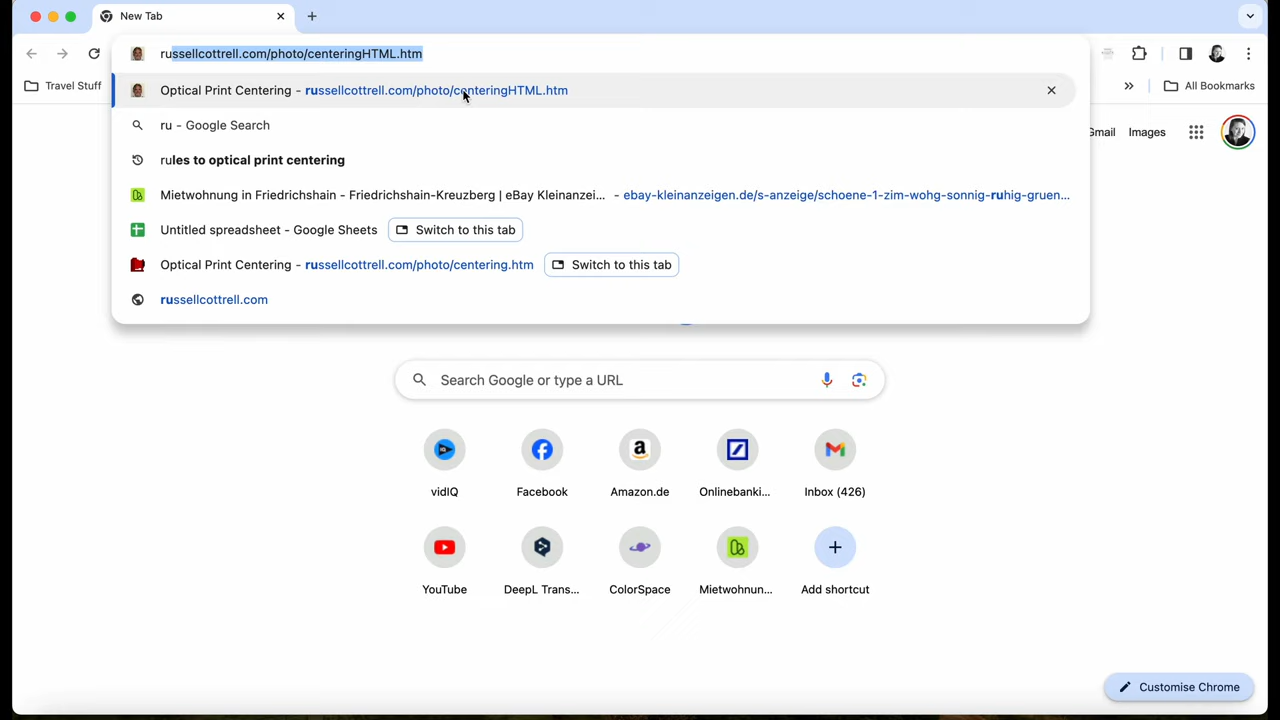 New Tab
russellcottrell.com/photo/centeringHTML.htm
Travel Stuff
All Bookmarks
Optical Print Centering - russellcottrell.com/photo/centeringHTML.htm
ru - Google Search
rules to optical print centering
Mietwohnung in Friedrichshain - Friedrichshain-Kreuzberg | eBay Kleinanzei... - ebay-kleinanzeigen.de/s-anzeige/schoene-1-zim-wohg-sonnig-ruhig-gruen...
Untitled spreadsheet - Google Sheets Switch to this tab
Optical Print Centering - russellcottrell.com/photo/centering.htm Switch to this tab
russellcottrell.com
Gmail Images
Search Google or type a URL
vidIQ Facebook Amazon.de Onlinebanki... Inbox (426)
YouTube DeepL Trans... ColorSpace Mietwohnun... Add shortcut
Customise Chrome